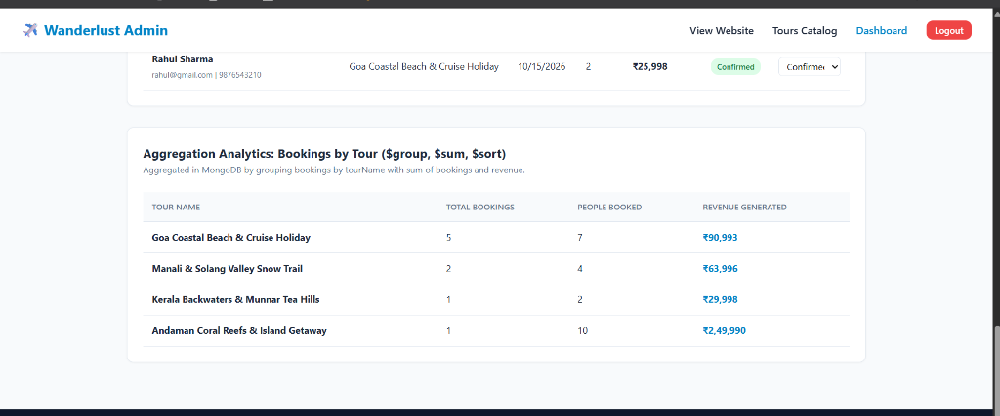 Wanderlust Admin
View Website Tours Catalog Dashboard Logout
Rahul Sharma
rahul@gmail.com | 9876543210
Goa Coastal Beach & Cruise Holiday 10/15/2026 2 ₹25,998 Confirmed Confirmed
Aggregation Analytics: Bookings by Tour ($group, $sum, $sort)
Aggregated in MongoDB by grouping bookings by tourName with sum of bookings and revenue.
TOUR NAME TOTAL BOOKINGS PEOPLE BOOKED REVENUE GENERATED
Goa Coastal Beach & Cruise Holiday 5 7 ₹90,993
Manali & Solang Valley Snow Trail 2 4 ₹63,996
Kerala Backwaters & Munnar Tea Hills 1 2 ₹29,998
Andaman Coral Reefs & Island Getaway 1 10 ₹2,49,990